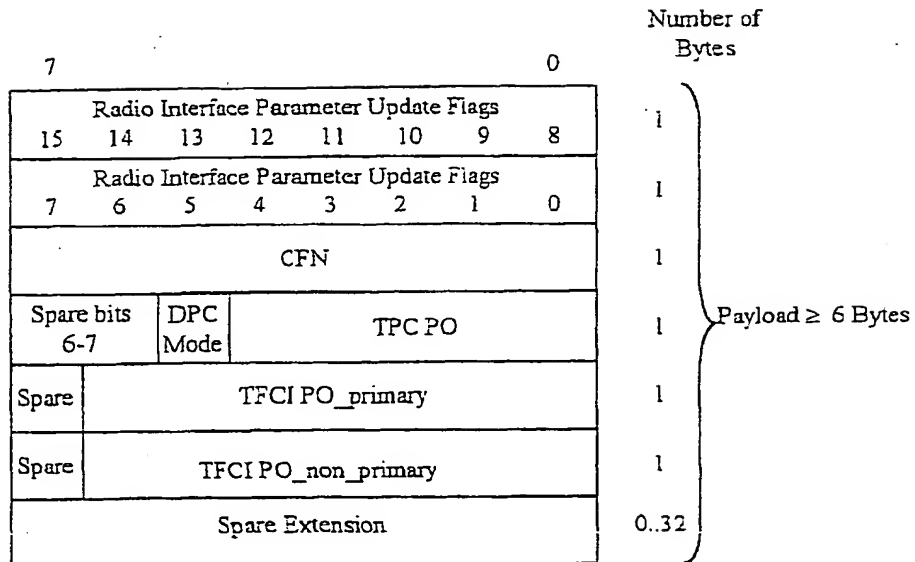 Number of
Bytes
7 0
Radio Interface Parameter Update Flags 1
15 14 13 12 11 10 9 8
Radio Interface Parameter Update Flags 1
7 6 5 4 3 2 1 0
CFN 1
Spare bits
6-7
DPC
Mode
TPC PO 1 Payload ≥ 6 Bytes
Spare TFCI PO_primary 1
Spare TFCI PO_non_primary 1
Spare Extension 0..32